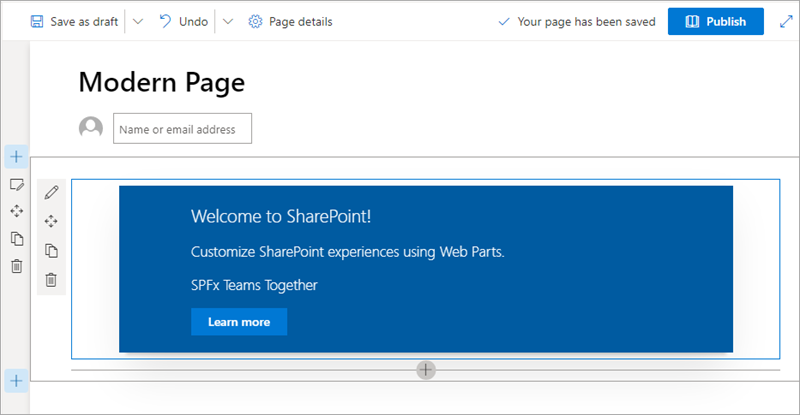 Save as draft Undo Page details Your page has been saved Publish
Modern Page
Name or email address
Welcome to SharePoint!
Customize SharePoint experiences using Web Parts.
SPFx Teams Together
Learn more